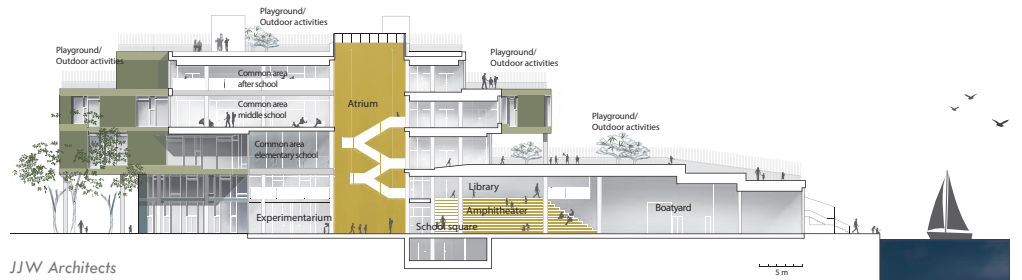 Playground/
Outdoor activities
Playground/
Outdoor activities
Playground/
Outdoor activities
Common area
after school
Atrium
Common area
middle school
Playground/
Outdoor activities
Common area
elementary school
Library
Experimentarium
Amphitheater
Boatyard
School square
5 m
JJW Architects